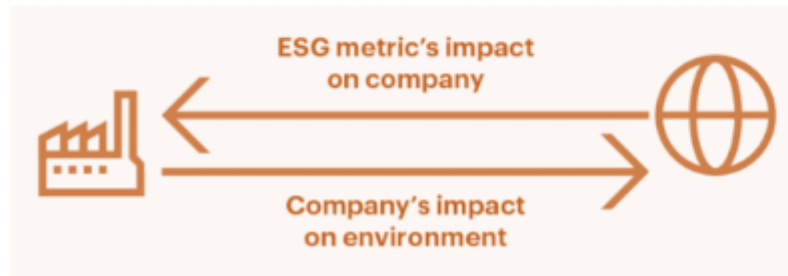 ESG metric's impact
on company
Company's impact
on environment